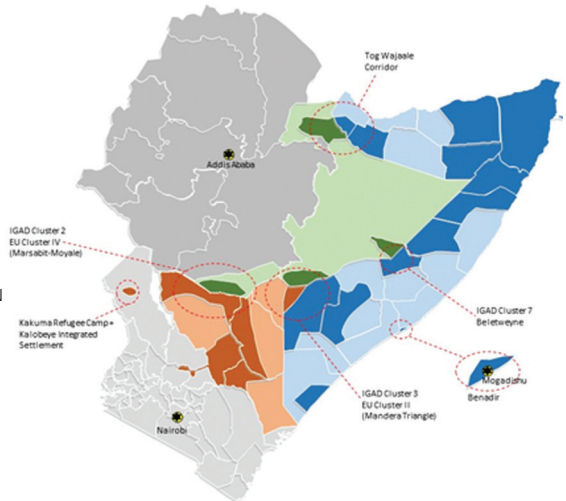 Tog Wajaale
Corridor
Addis Ababa
IGAD Cluster 2
EU Cluster IV
(Marsabit-Moyale)
Kakuma Refugee Camp+
Kalobeye Integrated
Settlement
IGAD Cluster 7
Beletweyne
IGAD Cluster 3
EU Cluster II
(Mandera Triangle)
Mogadishu
Benadir
Nairobi